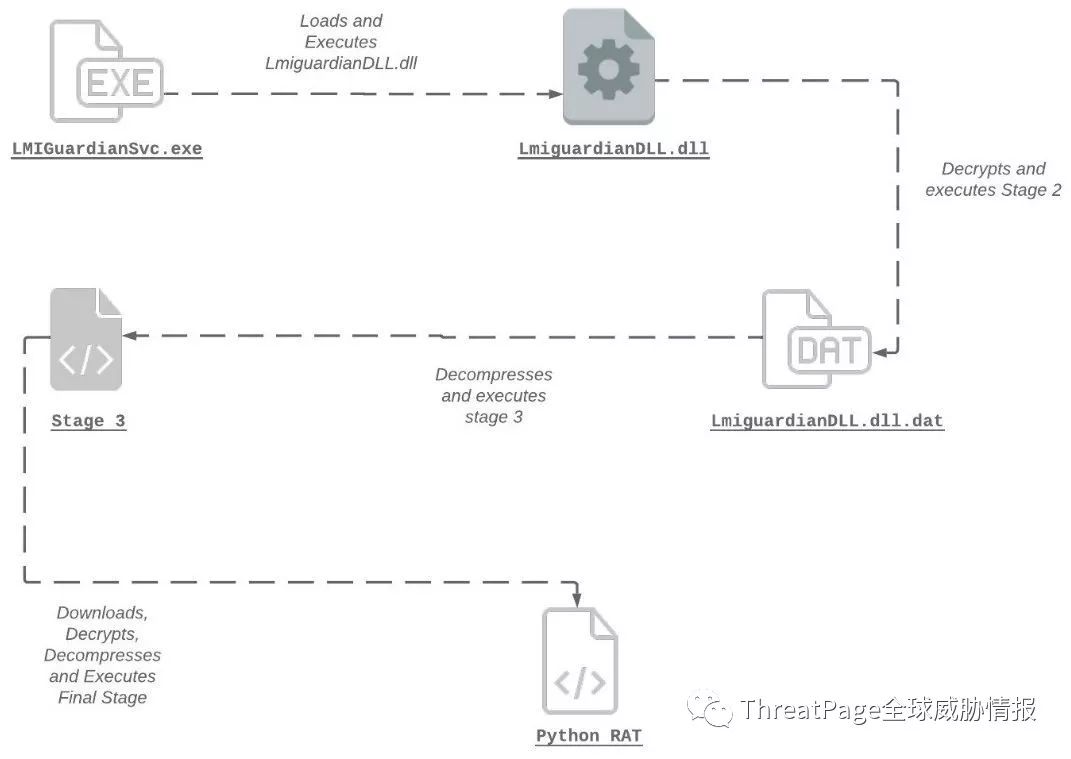 Loads and
Executes
LmiguardianDLL.dll
EXE
LMIGuardianSvc.exe
LmiguardianDLL.dll
Decrypts and
executes Stage 2
DAT
LmiguardianDLL.dll.dat
Decompresses
and executes
stage 3
</>
Stage 3
Downloads,
Decrypts,
Decompresses
and Executes
Final Stage
</>
Python RAT
ThreatPage全球威胁情报